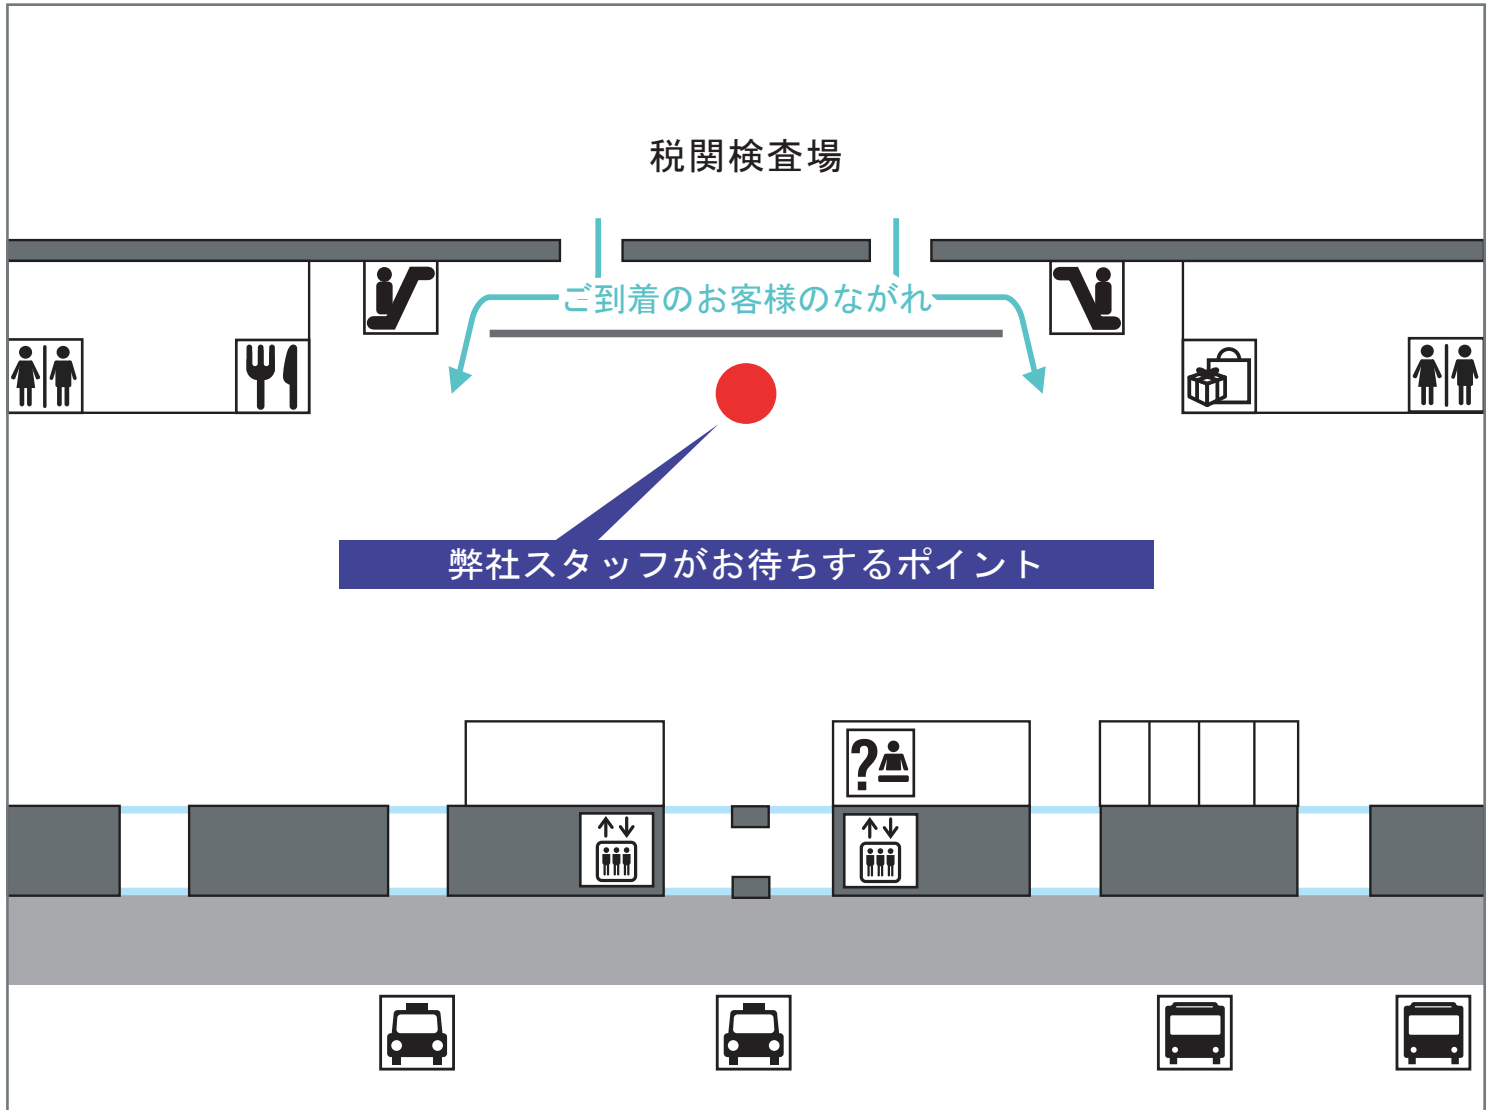 税関検査場
ご到着のお客様のながれ
弊社スタッフがお待ちするポイント
?